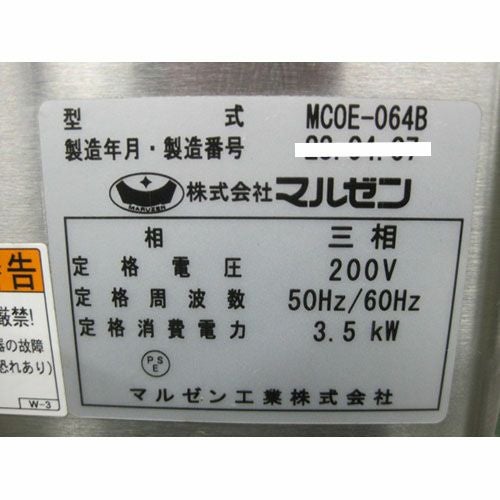 型 式 MCOE-064B
製造年月・製造番号
MARUZEN 株式会社 マルゼン
相 三相
定格電圧 200V
定格周波数 50Hz/60Hz
定格消費電力 3.5 kW
PSE
マルゼン工業株式会社
告
厳禁!
器の故障
恐れあり)
W-3